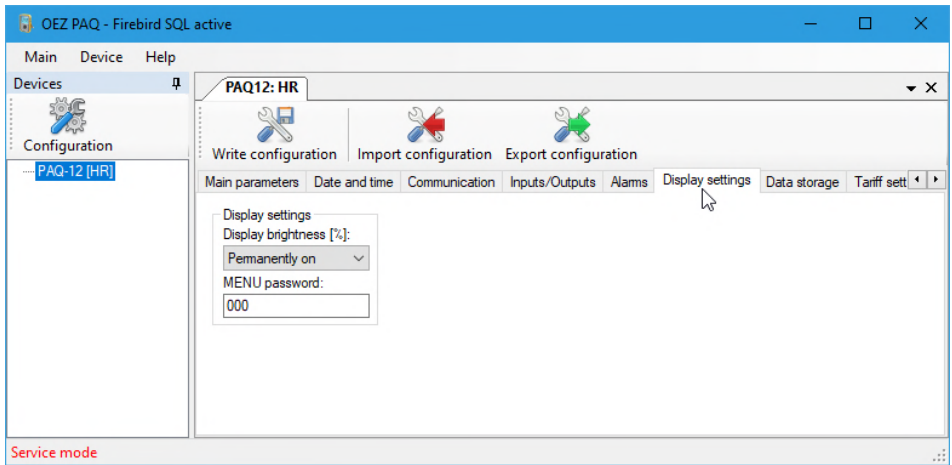 OEZ PAQ - Firebird SQL active
Main Device Help
Devices
PAQ12: HR
Configuration
Write configuration Import configuration Export configuration
PAQ-12 [HR]
Main parameters Date and time Communication Inputs/Outputs Alarms Display settings Data storage Tariff sett
Display settings
Display brightness [%]:
Permanently on
MENU password:
000
Service mode